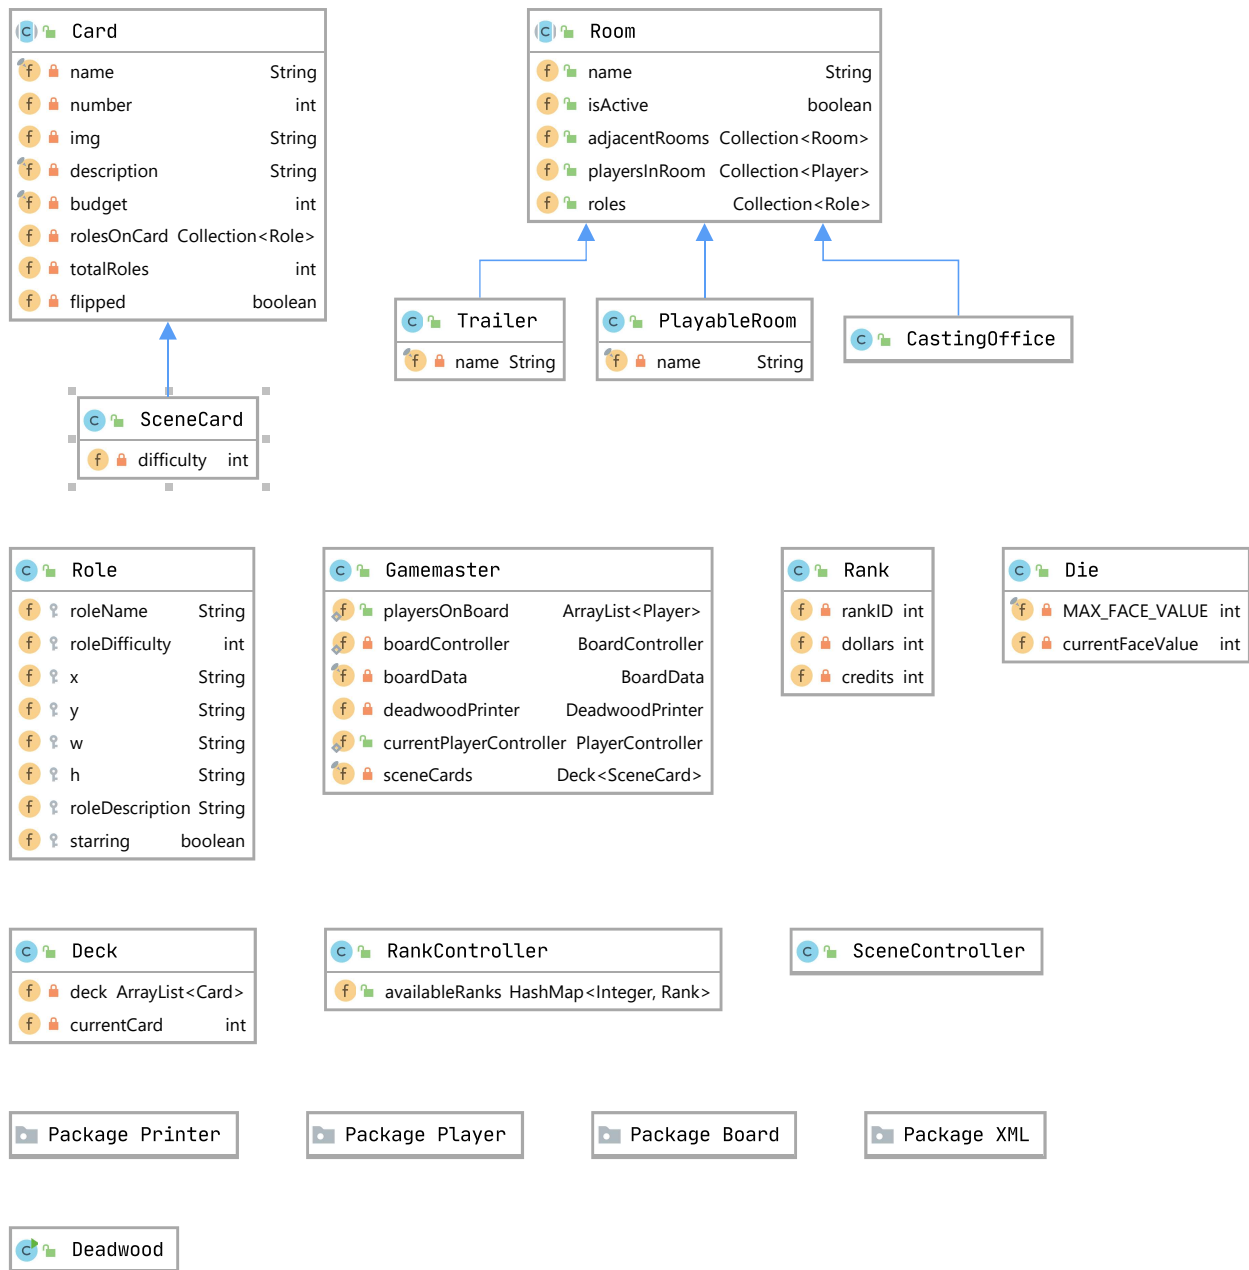 Card
name String
number int
img String
description String
budget int
rolesOnCard Collection<Role>
totalRoles int
flipped boolean
Room
name String
isActive boolean
adjacentRooms Collection<Room>
playersInRoom Collection<Player>
roles Collection<Role>
Trailer
name String
PlayableRoom
name String
CastingOffice
SceneCard
difficulty int
Role
roleName String
roleDifficulty int
x String
y String
w String
h String
roleDescription String
starring boolean
Gamemaster
playersOnBoard ArrayList<Player>
boardController BoardController
boardData BoardData
deadwoodPrinter DeadwoodPrinter
currentPlayerController PlayerController
sceneCards Deck<SceneCard>
Rank
rankID int
dollars int
credits int
Die
MAX_FACE_VALUE int
currentFaceValue int
Deck
deck ArrayList<Card>
currentCard int
RankController
availableRanks HashMap<Integer, Rank>
SceneController
Package Printer
Package Player
Package Board
Package XML
Deadwood